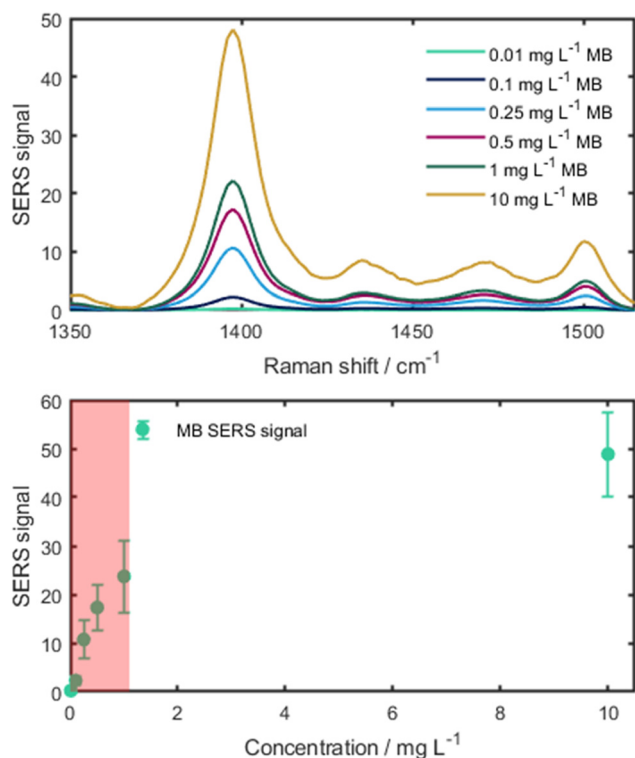 50
40
30
20
10
0
SERS signal
0.01 mg L⁻¹ MB
0.1 mg L⁻¹ MB
0.25 mg L⁻¹ MB
0.5 mg L⁻¹ MB
1 mg L⁻¹ MB
10 mg L⁻¹ MB
1350 1400 1450 1500
Raman shift / cm⁻¹
60
50
40
30
20
10
0
SERS signal
MB SERS signal
0 2 4 6 8 10
Concentration / mg L⁻¹